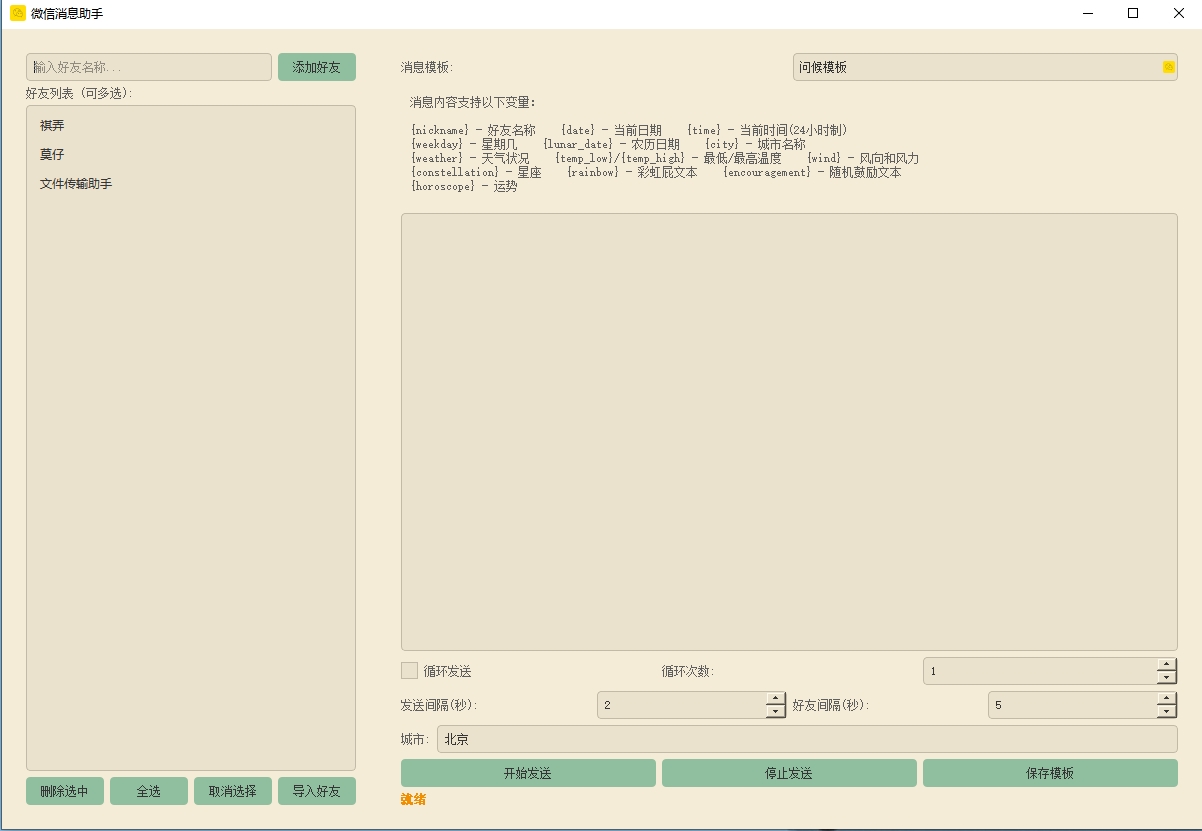 微信消息助手
输入好友名称...
添加好友
好友列表（可多选）:
祺弄
莫仔
文件传输助手
删除选中
全选
取消选择
导入好友
消息模板:
问候模板
消息内容支持以下变量:
{nickname} - 好友名称 {date} - 当前日期 {time} - 当前时间(24小时制)
{weekday} - 星期几 {lunar_date} - 农历日期 {city} - 城市名称
{weather} - 天气状况 {temp_low}/{temp_high} - 最低/最高温度 {wind} - 风向和风力
{constellation} - 星座 {rainbow} - 彩虹屁文本 {encouragement} - 随机鼓励文本
{horoscope} - 运势
循环发送
循环次数:
1
发送间隔(秒):
2
好友间隔(秒):
5
城市:
北京
开始发送
停止发送
保存模板
就绪